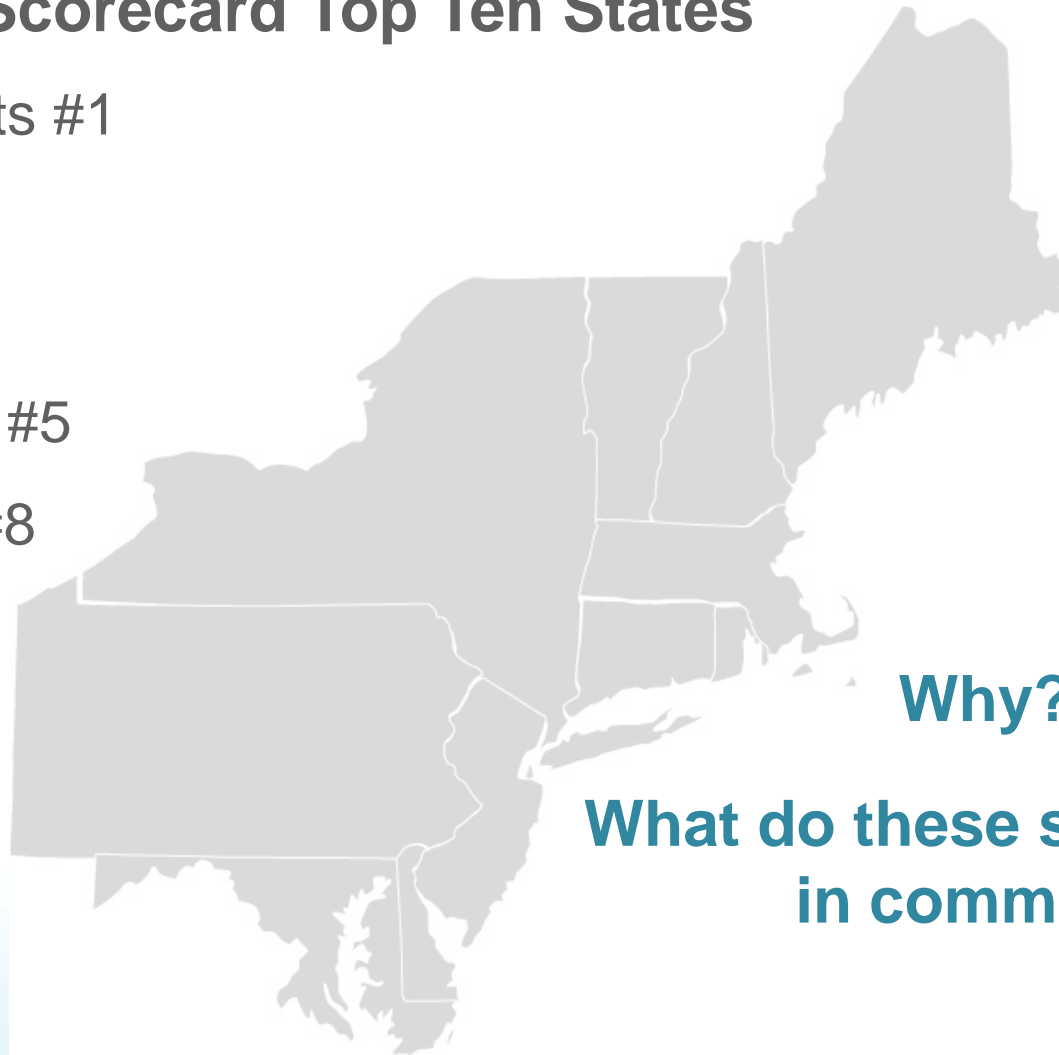 Scorecard Top Ten States
ts #1
#5
#8
Why?
What do these s
in comm